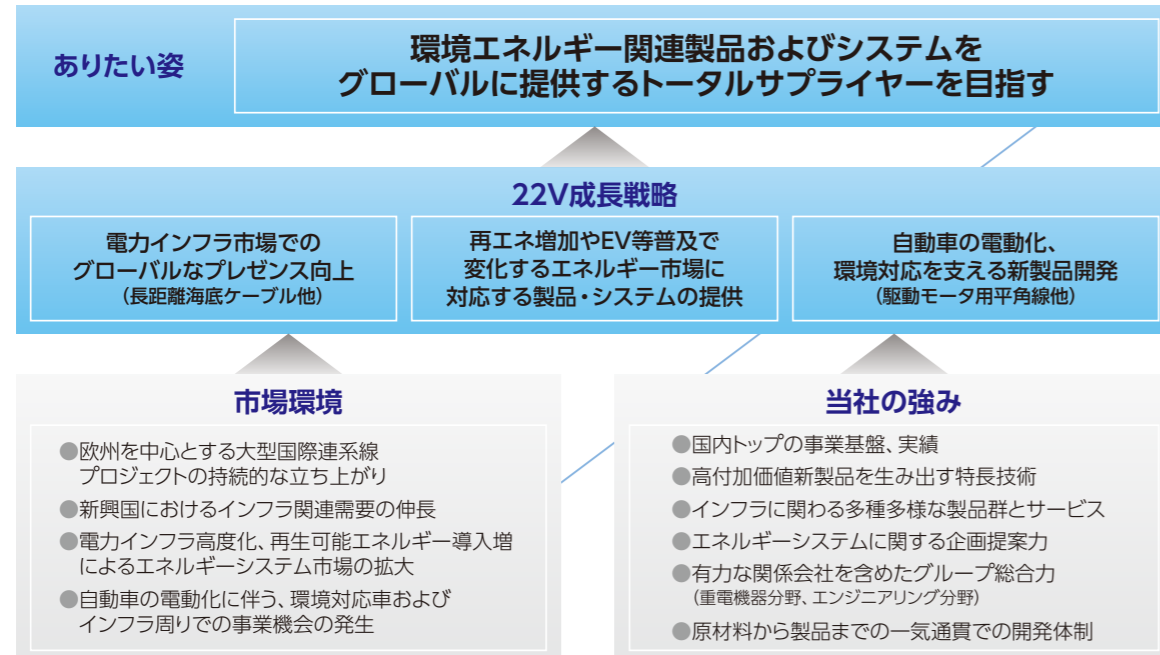 ありたい姿
環境エネルギー関連製品およびシステムを
グローバルに提供するトータルサプライヤーを目指す
22V成長戦略
電力インフラ市場での
グローバルなプレゼンス向上
(長距離海底ケーブル他)
再エネ増加やEV等普及で
変化するエネルギー市場に
対応する製品・システムの提供
自動車の電動化、
環境対応を支える新製品開発
(駆動モータ用平角線他)
市場環境
●欧州を中心とする大型国際連系線
プロジェクトの持続的な立ち上がり
●新興国におけるインフラ関連需要の伸長
●電力インフラ高度化、再生可能エネルギー導入増
によるエネルギーシステム市場の拡大
●自動車の電動化に伴う、環境対応車および
インフラ周りでの事業機会の発生
当社の強み
●国内トップの事業基盤、実績
●高付加価値新製品を生み出す特長技術
●インフラに関わる多種多様な製品群とサービス
●エネルギーシステムに関する企画提案力
●有力な関係会社を含めたグループ総合力
(重電機器分野、エンジニアリング分野)
●原材料から製品までの一気通貫での開発体制